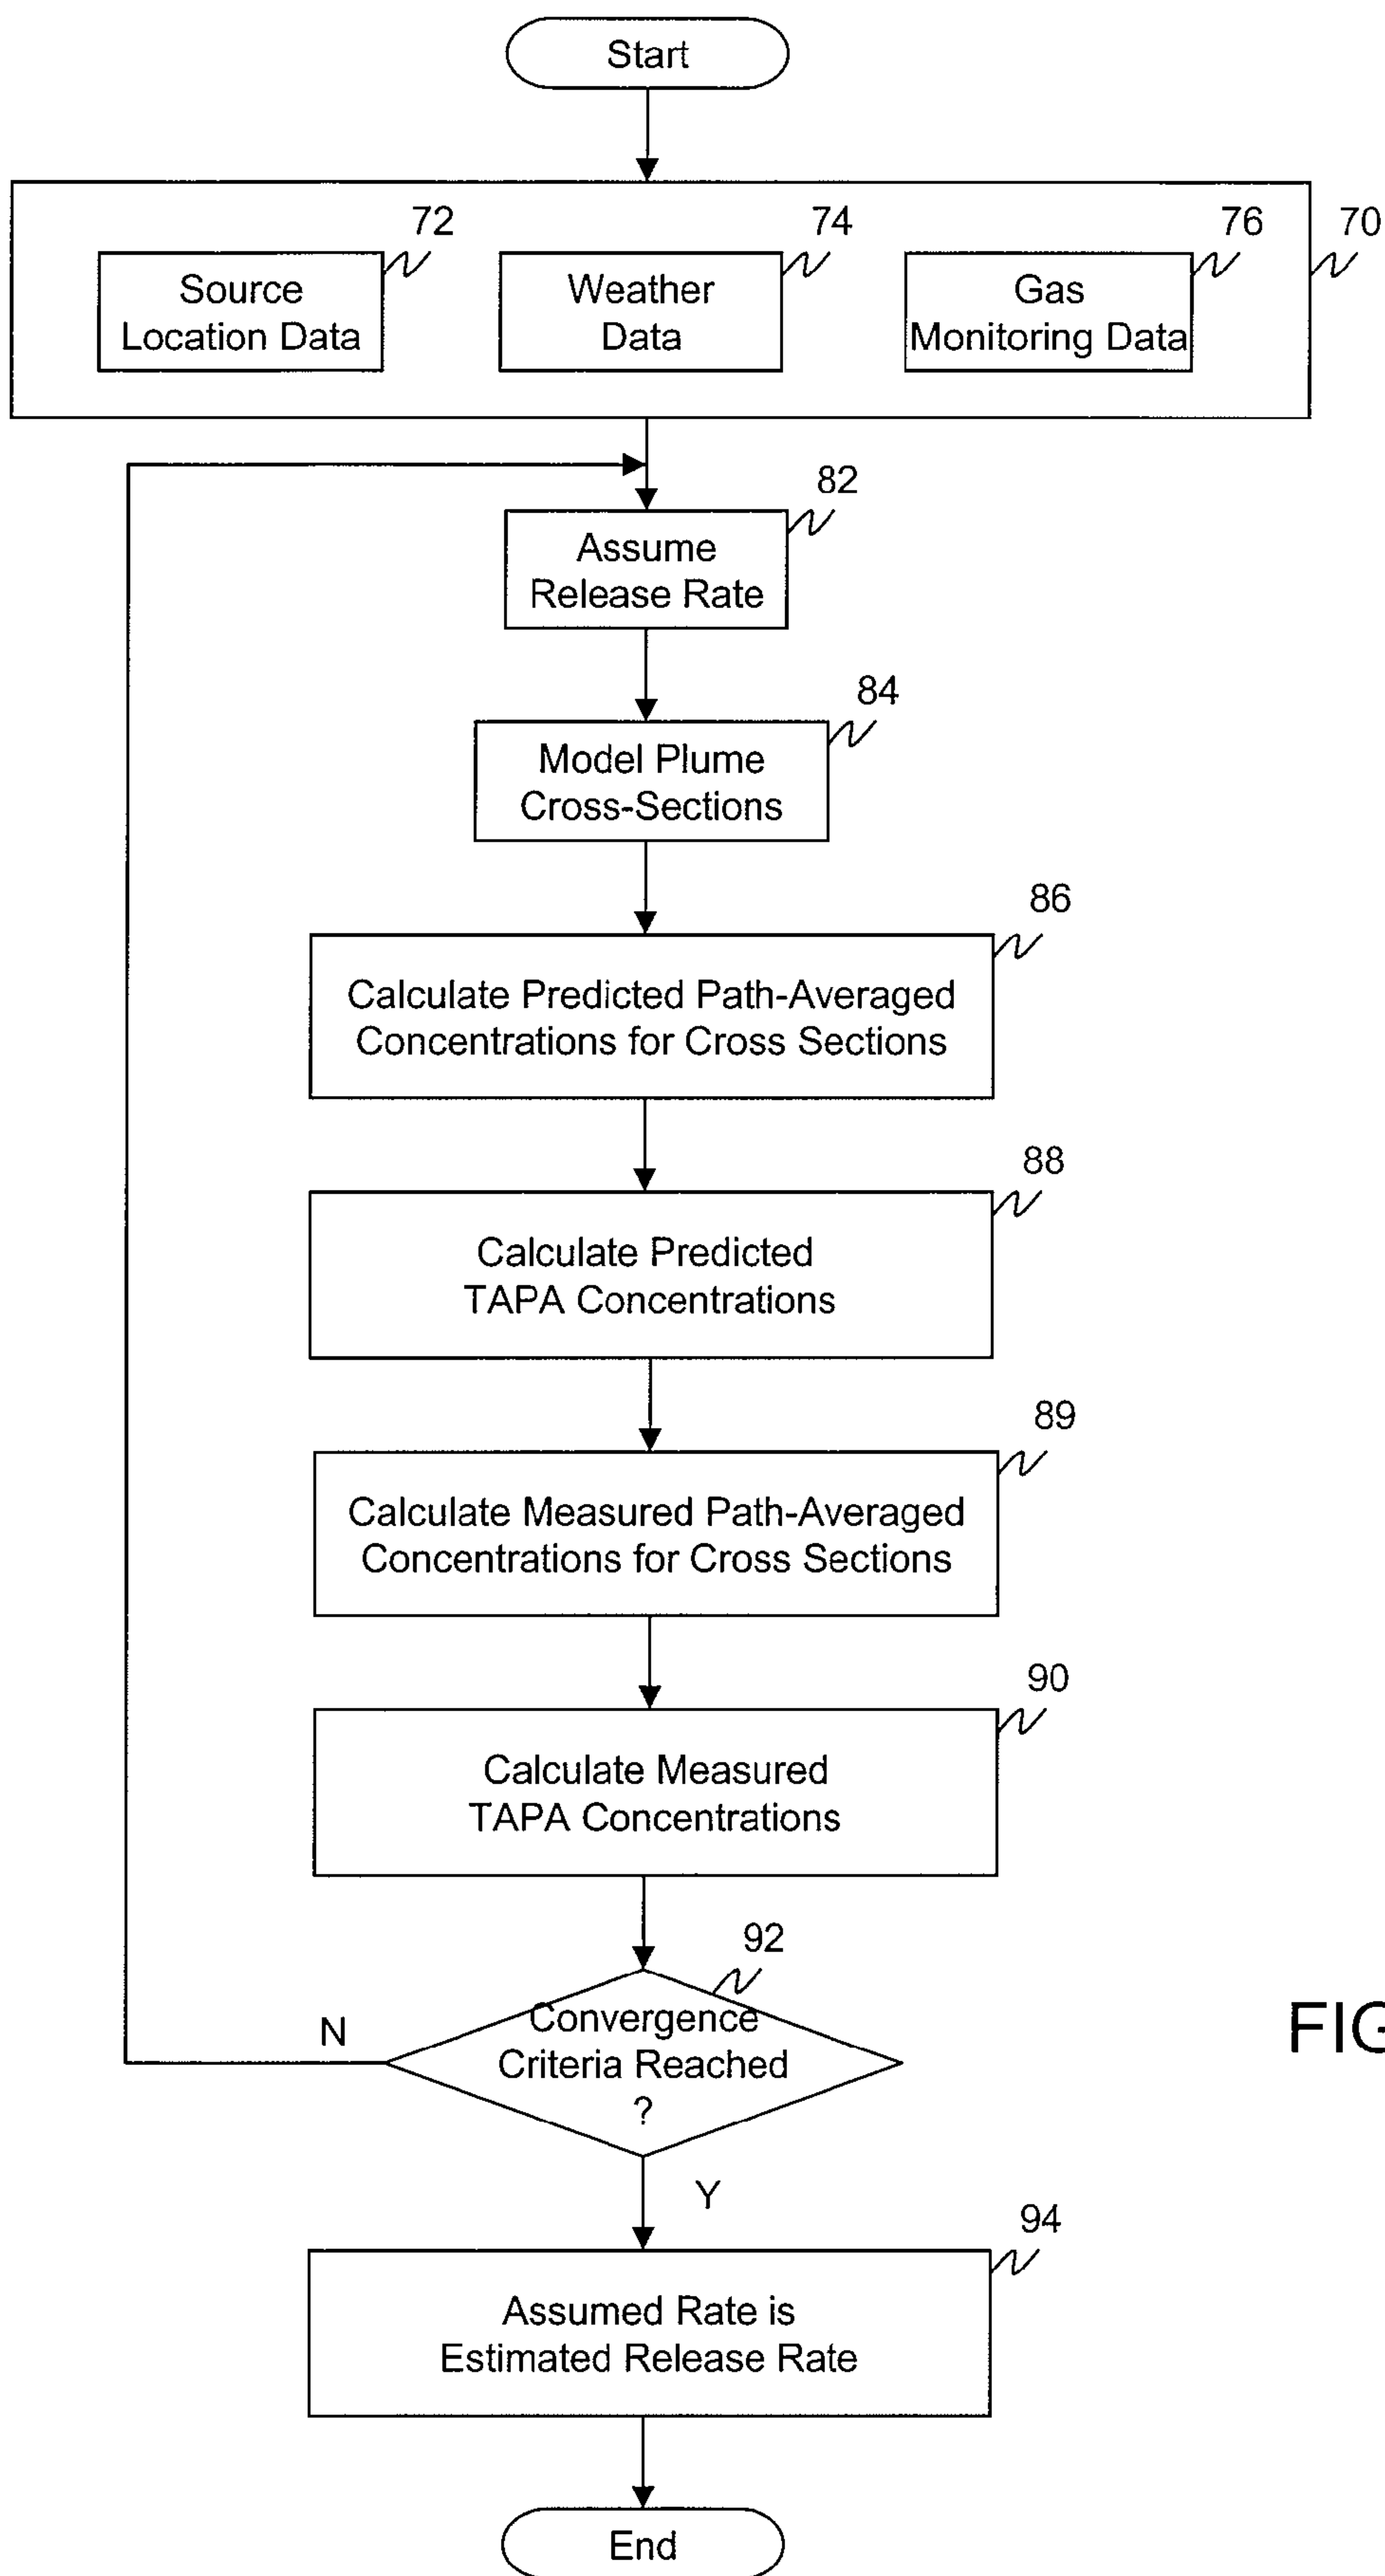 Start
72
74
76
70
Source
Location Data
Weather
Data
Gas
Monitoring Data
82
Assume
Release Rate
84
Model Plume
Cross-Sections
86
Calculate Predicted Path-Averaged
Concentrations for Cross Sections
88
Calculate Predicted
TAPA Concentrations
89
Calculate Measured Path-Averaged
Concentrations for Cross Sections
90
Calculate Measured
TAPA Concentrations
92
Convergence
Criteria Reached
?
N
FIG
Y
94
Assumed Rate is
Estimated Release Rate
End